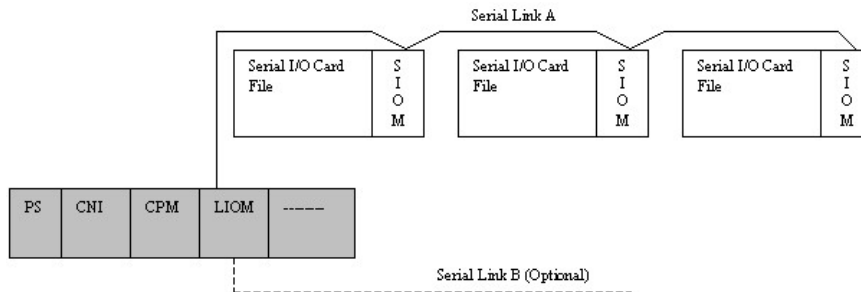 Serial Link A
Serial I/O Card
File
S
I
O
M
Serial I/O Card
File
S
I
O
M
Serial I/O Card
File
S
I
O
M
PS
CNI
CPM
LIOM
--------
Serial Link B (Optional)